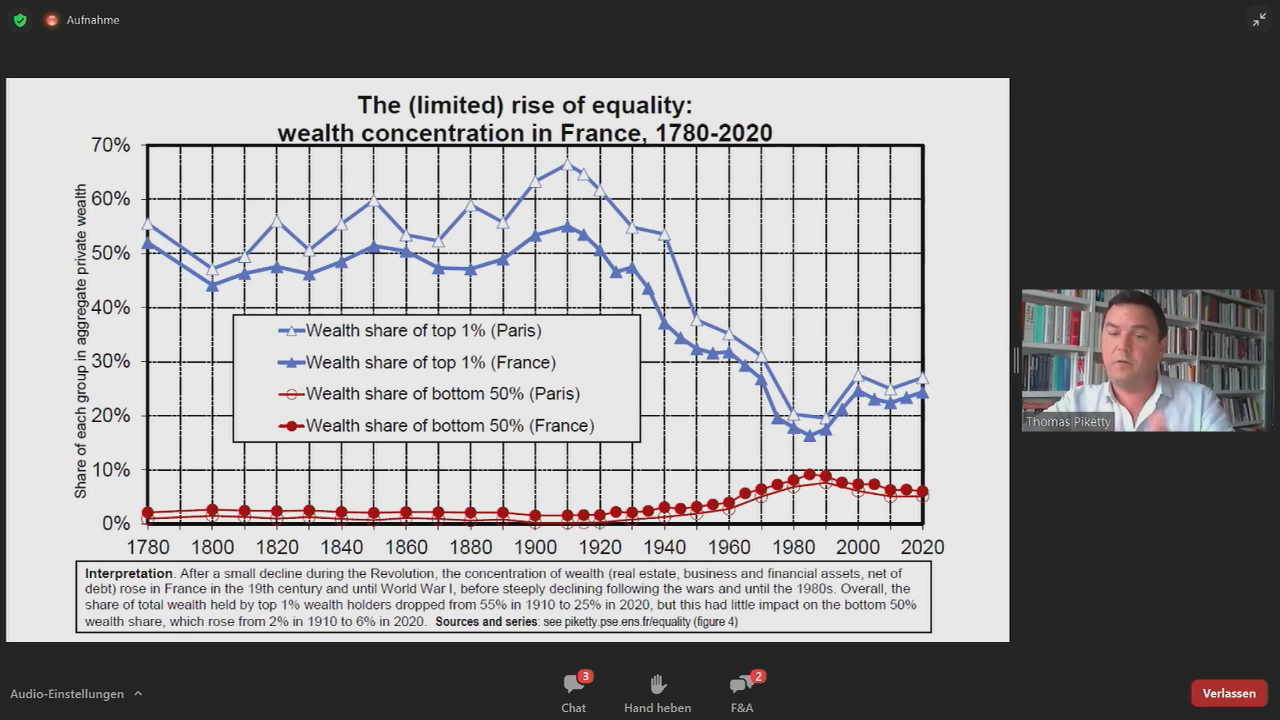 Aufnahme
The (limited) rise of equality:
wealth concentration in France, 1780-2020
Share of each group in aggregate private wealth
70%
60%
50%
40%
30%
20%
10%
0%
Wealth share of top 1% (Paris)
Wealth share of top 1% (France)
Wealth share of bottom 50% (Paris)
Wealth share of bottom 50% (France)
1780 1800 1820 1840 1860 1880 1900 1920 1940 1960 1980 2000 2020
Interpretation. After a small decline during the Revolution, the concentration of wealth (real estate, business and financial assets, net of
debt) rose in France in the 19th century and until World War I, before steeply declining following the wars and until the 1980s. Overall, the
share of total wealth held by top 1% wealth holders dropped from 55% in 1910 to 25% in 2020, but this had little impact on the bottom 50%
wealth share, which rose from 2% in 1910 to 6% in 2020. Sources and series: see piketty.pse.ens.fr/equality (figure 4)
Thomas Piketty
Audio-Einstellungen
3
Chat
Hand heben
2
F&A
Verlassen